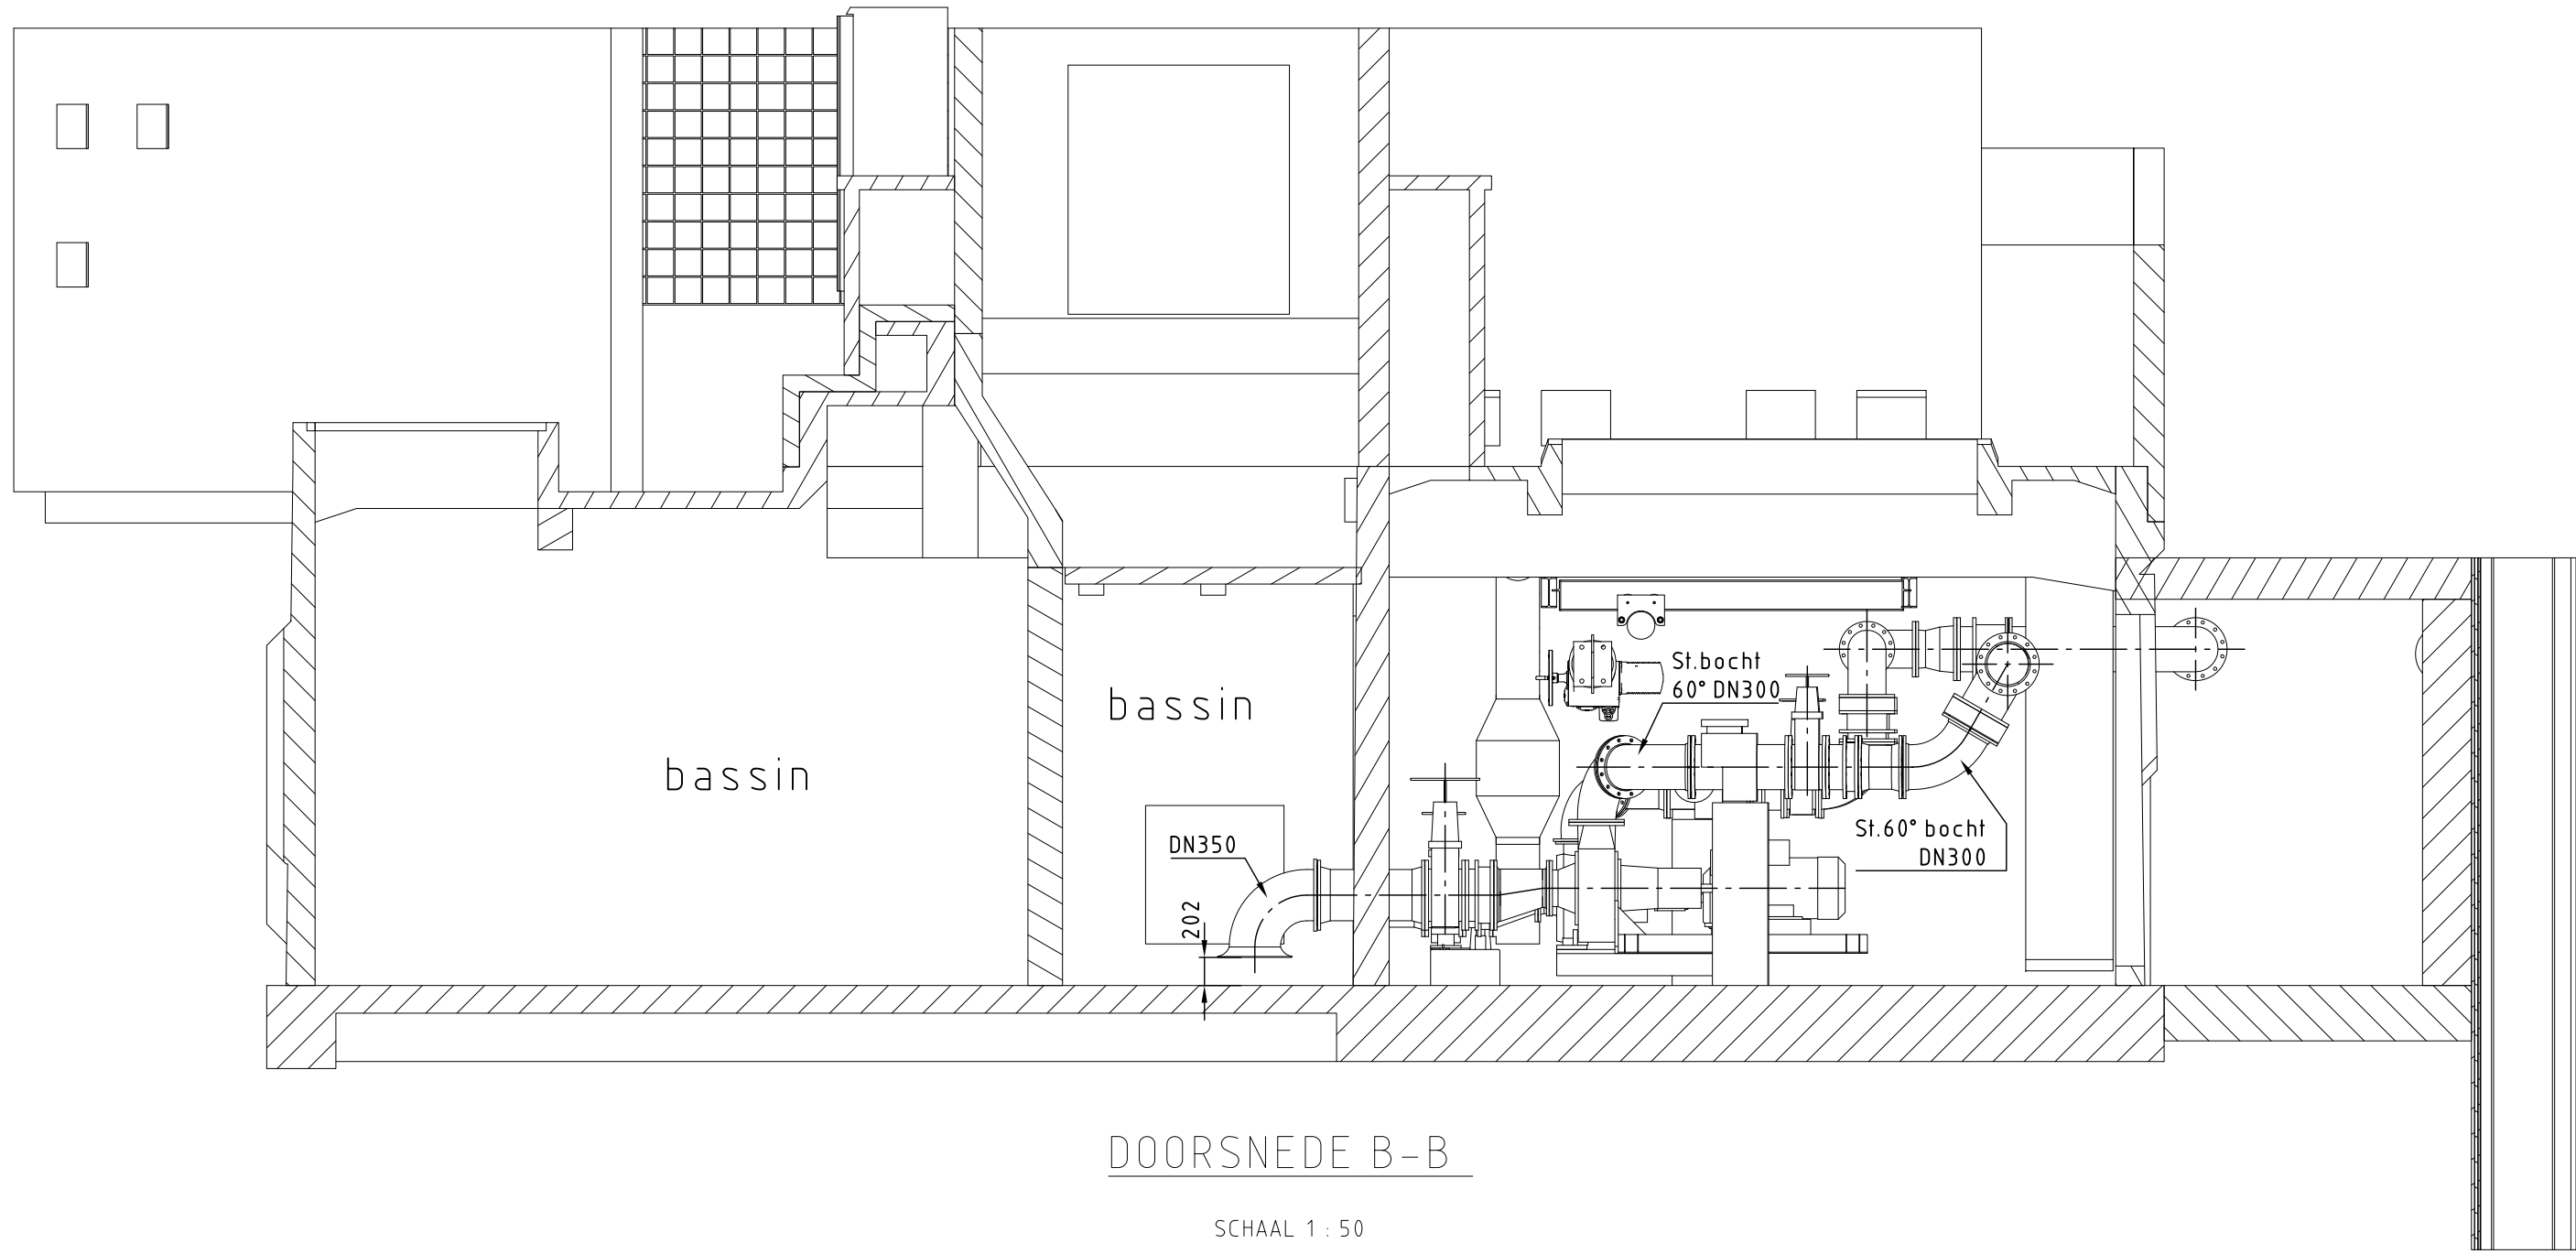 St.bocht
60° DN300
bassin
bassin
St.60° bocht
DN300
DN350
202
DOORSNEDE B-B
SCHAAL 1 : 50